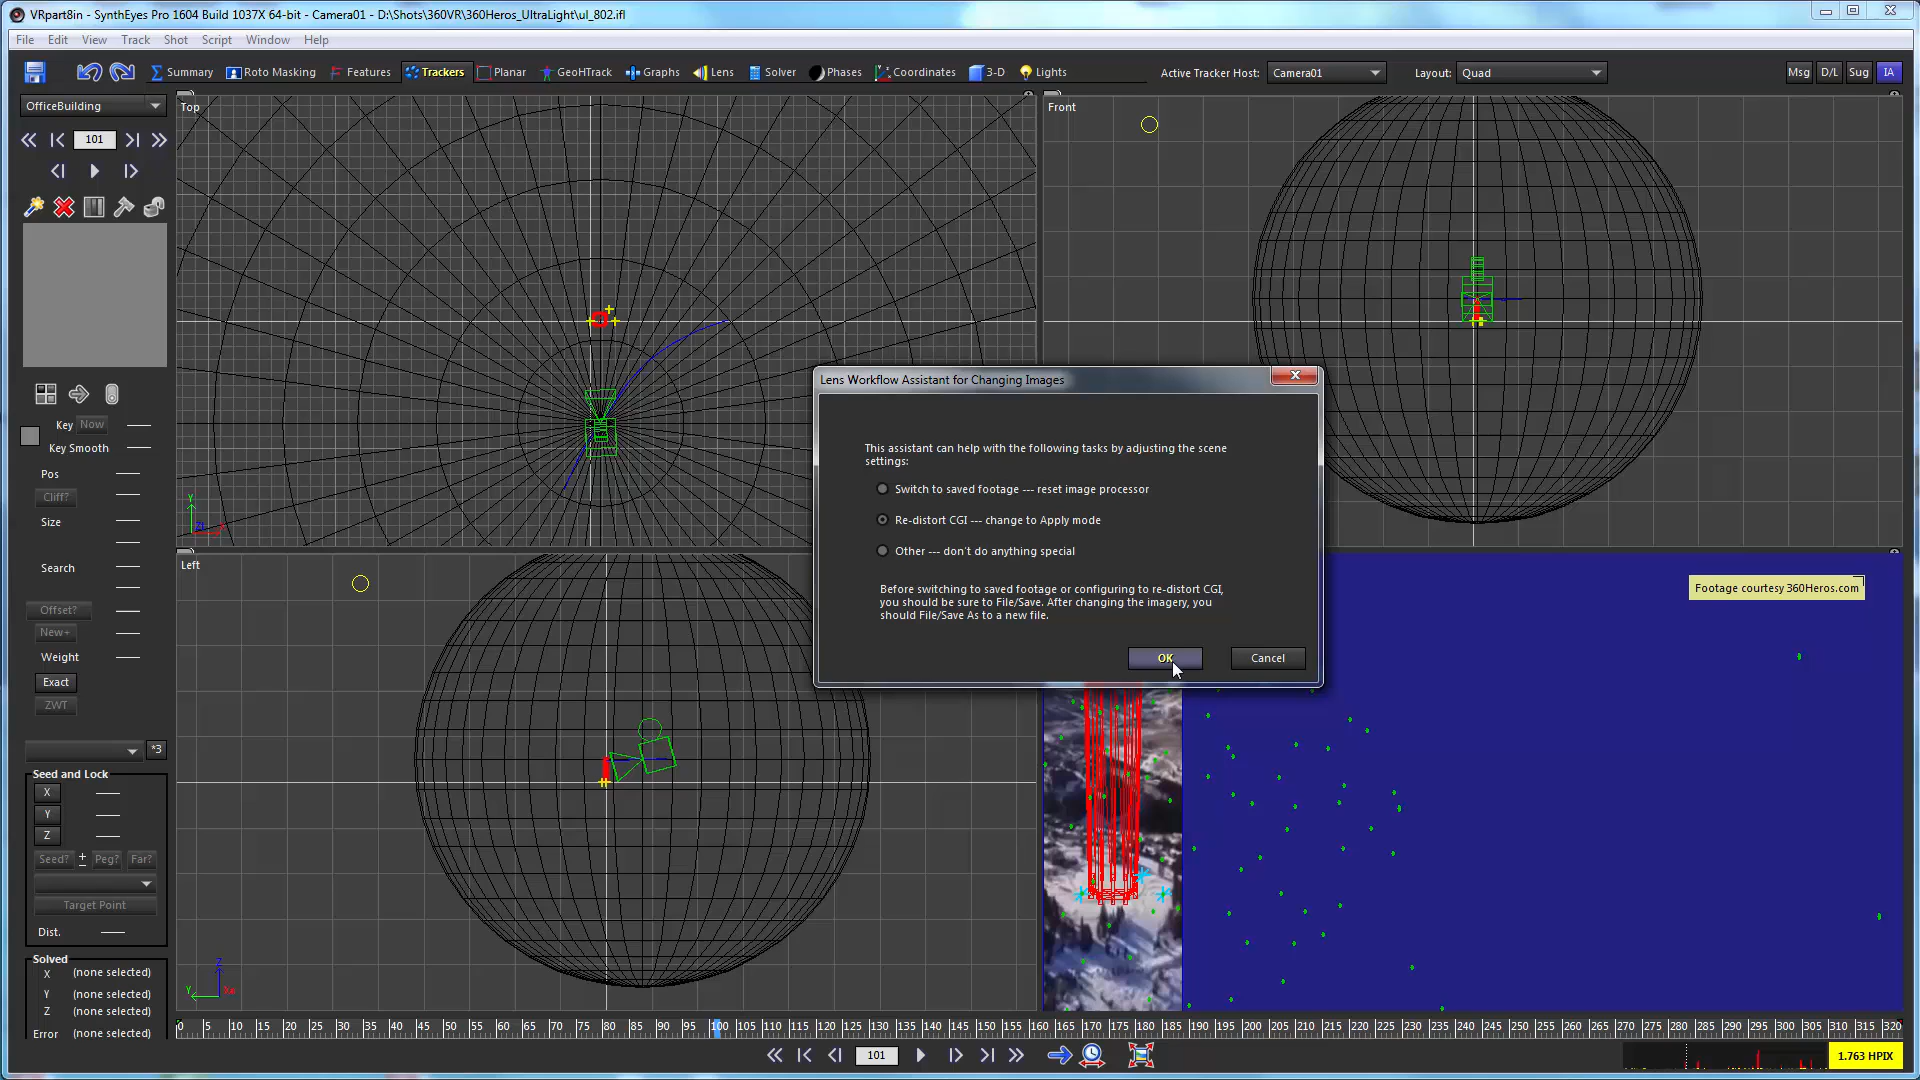 VRpart8in - SynthEyes Pro 1604 Build 1037X 64-bit - Camera01 - D:\Shots\360VR\360Heros_UltraLight\ul_802.ifl
File Edit View Track Shot Script Window Help
Summary Roto Masking Features Trackers Planar GeoHTrack Graphs Lens Solver Phases Coordinates 3-D Lights Active Tracker Host: Camera01 Layout: Quad Msg D/L Sug IA
OfficeBuilding
Top
Front
101
Key Now
Key Smooth
Pos
Cliff?
Size
Search
Offset?
New+
Weight
Exact
ZWT
*3
Seed and Lock
X
Y
Z
Seed? Peg? Far?
Target Point
Dist.
Solved
X (none selected)
Y (none selected)
Z (none selected)
Error (none selected)
Left
Lens Workflow Assistant for Changing Images
This assistant can help with the following tasks by adjusting the scene
settings:
Switch to saved footage --- reset image processor
Re-distort CGI --- change to Apply mode
Other --- don't do anything special
Before switching to saved footage or configuring to re-distort CGI,
you should be sure to File/Save. After changing the imagery, you
should File/Save As to a new file.
OK Cancel
Footage courtesy 360Heros.com
0 5 10 15 20 25 30 35 40 45 50 55 60 65 70 75 80 85 90 95 100 105 110 115 120 125 130 135 140 145 150 155 160 165 170 175 180 185 190 195 200 205 210 215 220 225 230 235 240 245 250 255 260 265 270 275 280 285 290 295 300 305 310 315 320
101
1.763 HPIX